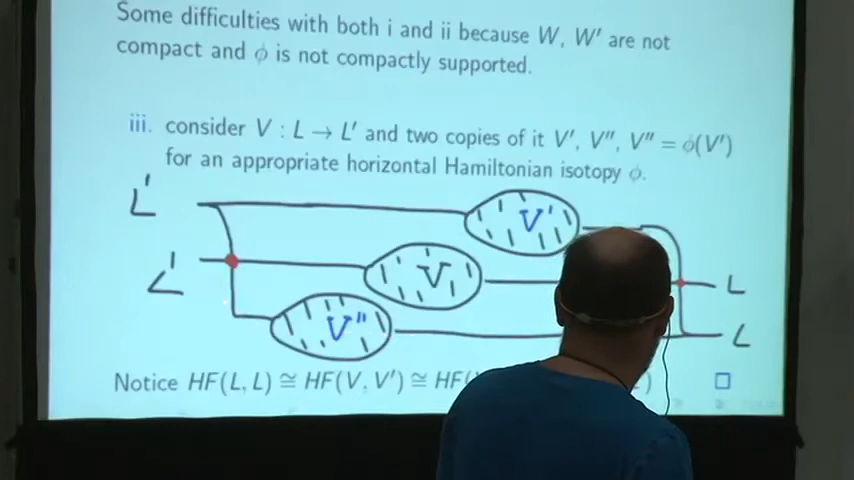 Some difficulties with both i and ii because W, W′ are not
compact and ϕ is not compactly supported.
iii. consider V : L → L′ and two copies of it V′, V″, V″ = ϕ(V′)
for an appropriate horizontal Hamiltonian isotopy ϕ.
L′
V′
L′
V
L
V″
L
Notice HF(L, L) ≅ HF(V, V′) ≅ HF(
)